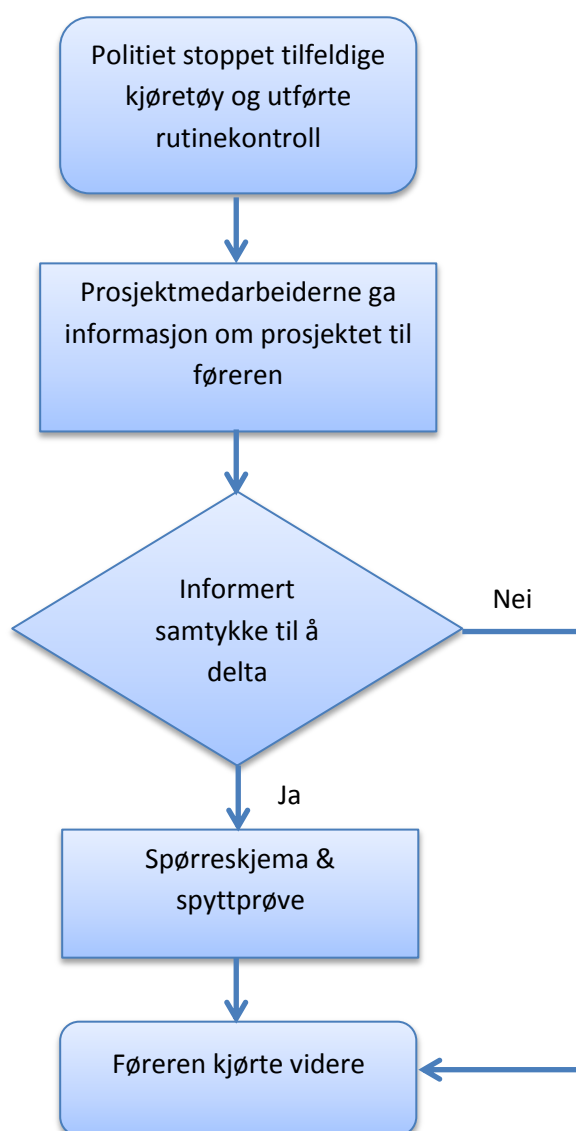 Politiet stoppet tilfeldige
kjøretøy og utførte
rutinekontroll
Prosjektmedarbeiderne ga
informasjon om prosjektet til
føreren
Informert
samtykke til å
delta
Nei
Ja
Spørreskjema &
spyttprøve
Føreren kjørte videre